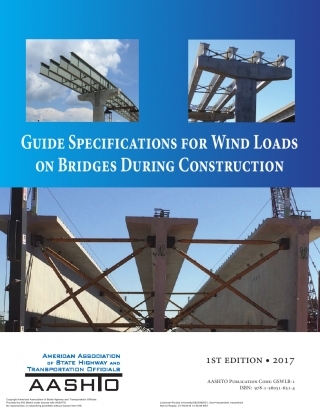 Guide Specifications for Wind Loads
on Bridges During Construction
American Association
of State Highway and
Transportation Officials
AASHTO
1st Edition • 2017
AASHTO Publication Code: GSWLB-1
ISBN: 978-1-56051-651-4